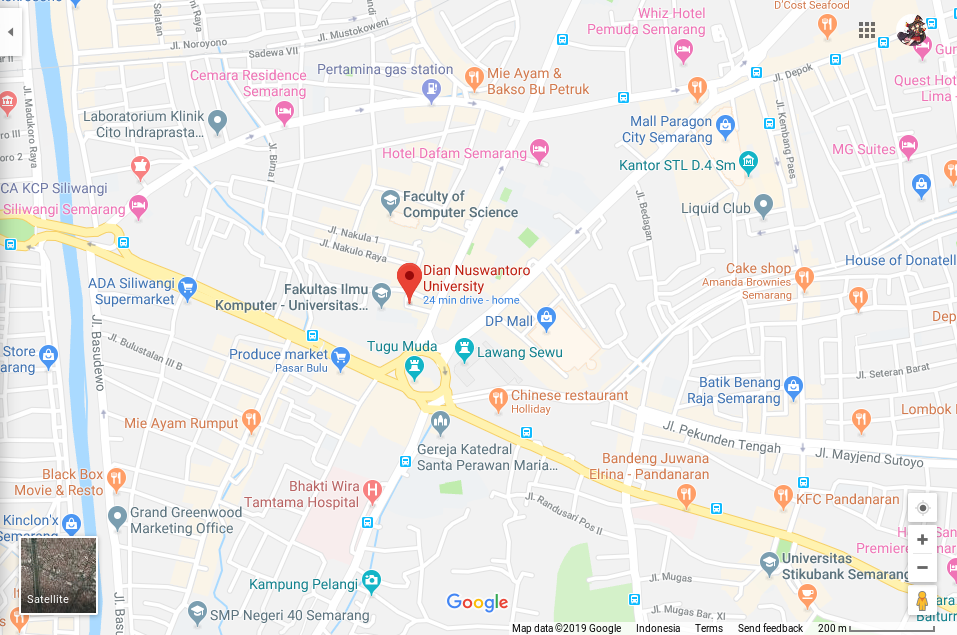 D'Cost Seafood
Whiz Hotel
Pemuda Semarang
Jl. Noroyono
Jl. Mustokoweni
Sadewa VII
Selatan
Jl. Depok
Pertamina gas station
Mie Ayam &
Bakso Bu Petruk
Cemara Residence
Semarang
Quest Hot
Lima -
Jl. Madukoro Raya
Laboratorium Klinik
Cito Indraprasta...
Mall Paragon
City Semarang
Jl. Kembang Paes
MG Suites
Hotel Dafam Semarang
Kantor STL D.4 Sm
Jl. Bima I
CA KCP Siliwangi
Siliwangi Semarang
Faculty of
Computer Science
Liquid Club
Jl. Bedagan
Jl. Nakula 1
Jl. Nakulo Raya
House of Donatell
Dian Nuswantoro
University
24 min drive - home
Cake shop
Amanda Brownies
Semarang
ADA Siliwangi
Supermarket
Fakultas Ilmu
Komputer - Universitas...
DP Mall
Dep
Jl. Basudewo
Jl. Bulustalan III B
Tugu Muda
Lawang Sewu
Store
arang
Produce market
Pasar Bulu
Jl. Seteran Barat
Batik Benang
Raja Semarang
Chinese restaurant
Holliday
Lombok I
Mie Ayam Rumput
Jl. Pekunden Tengah
Jl. Mayjend Sutoyo
Gereja Katedral
Santa Perawan Maria...
Bandeng Juwana
Elrina - Pandanaran
Black Box
Movie & Resto
Bhakti Wira
Tamtama Hospital
KFC Pandanaran
Jl. Randusari Pos II
Grand Greenwood
Marketing Office
Kinclon's
Semarang
Premiere
Universitas
Stikubank Semarang
Jl. Mugas
Kampung Pelangi
Satellite
Jl. Basudewo
SMP Negeri 40 Semarang
Google
Jl. Mugas Bar. XI
Baturr
Map data ©2019 Google Indonesia Terms Send feedback 200 m